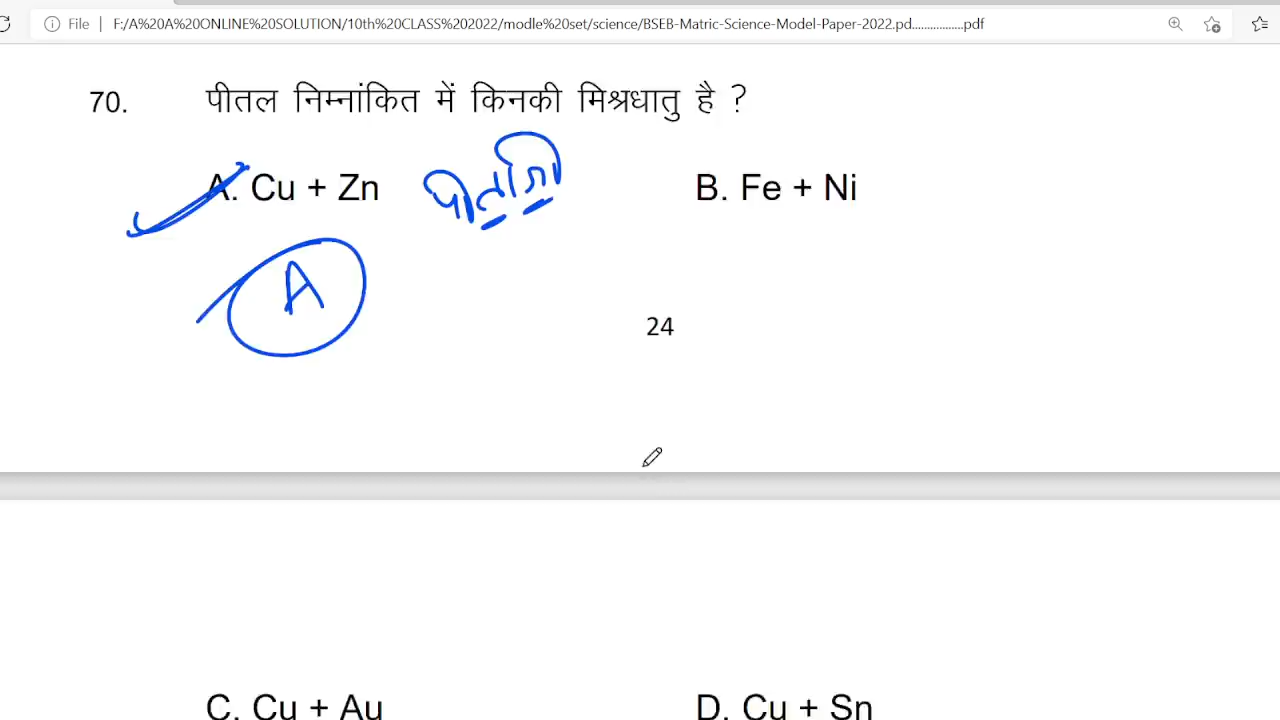 File F:/A%20A%20ONLINE%20SOLUTION/10th%20CLASS%202022/modle%20set/science/BSEB-Matric-Science-Model-Paper-2022.pd.................pdf
70. पीतल निम्नांकित में किनकी मिश्रधातु है ?
A. Cu + Zn पीताजा B. Fe + Ni
A
24
C. Cu + Au D. Cu + Sn